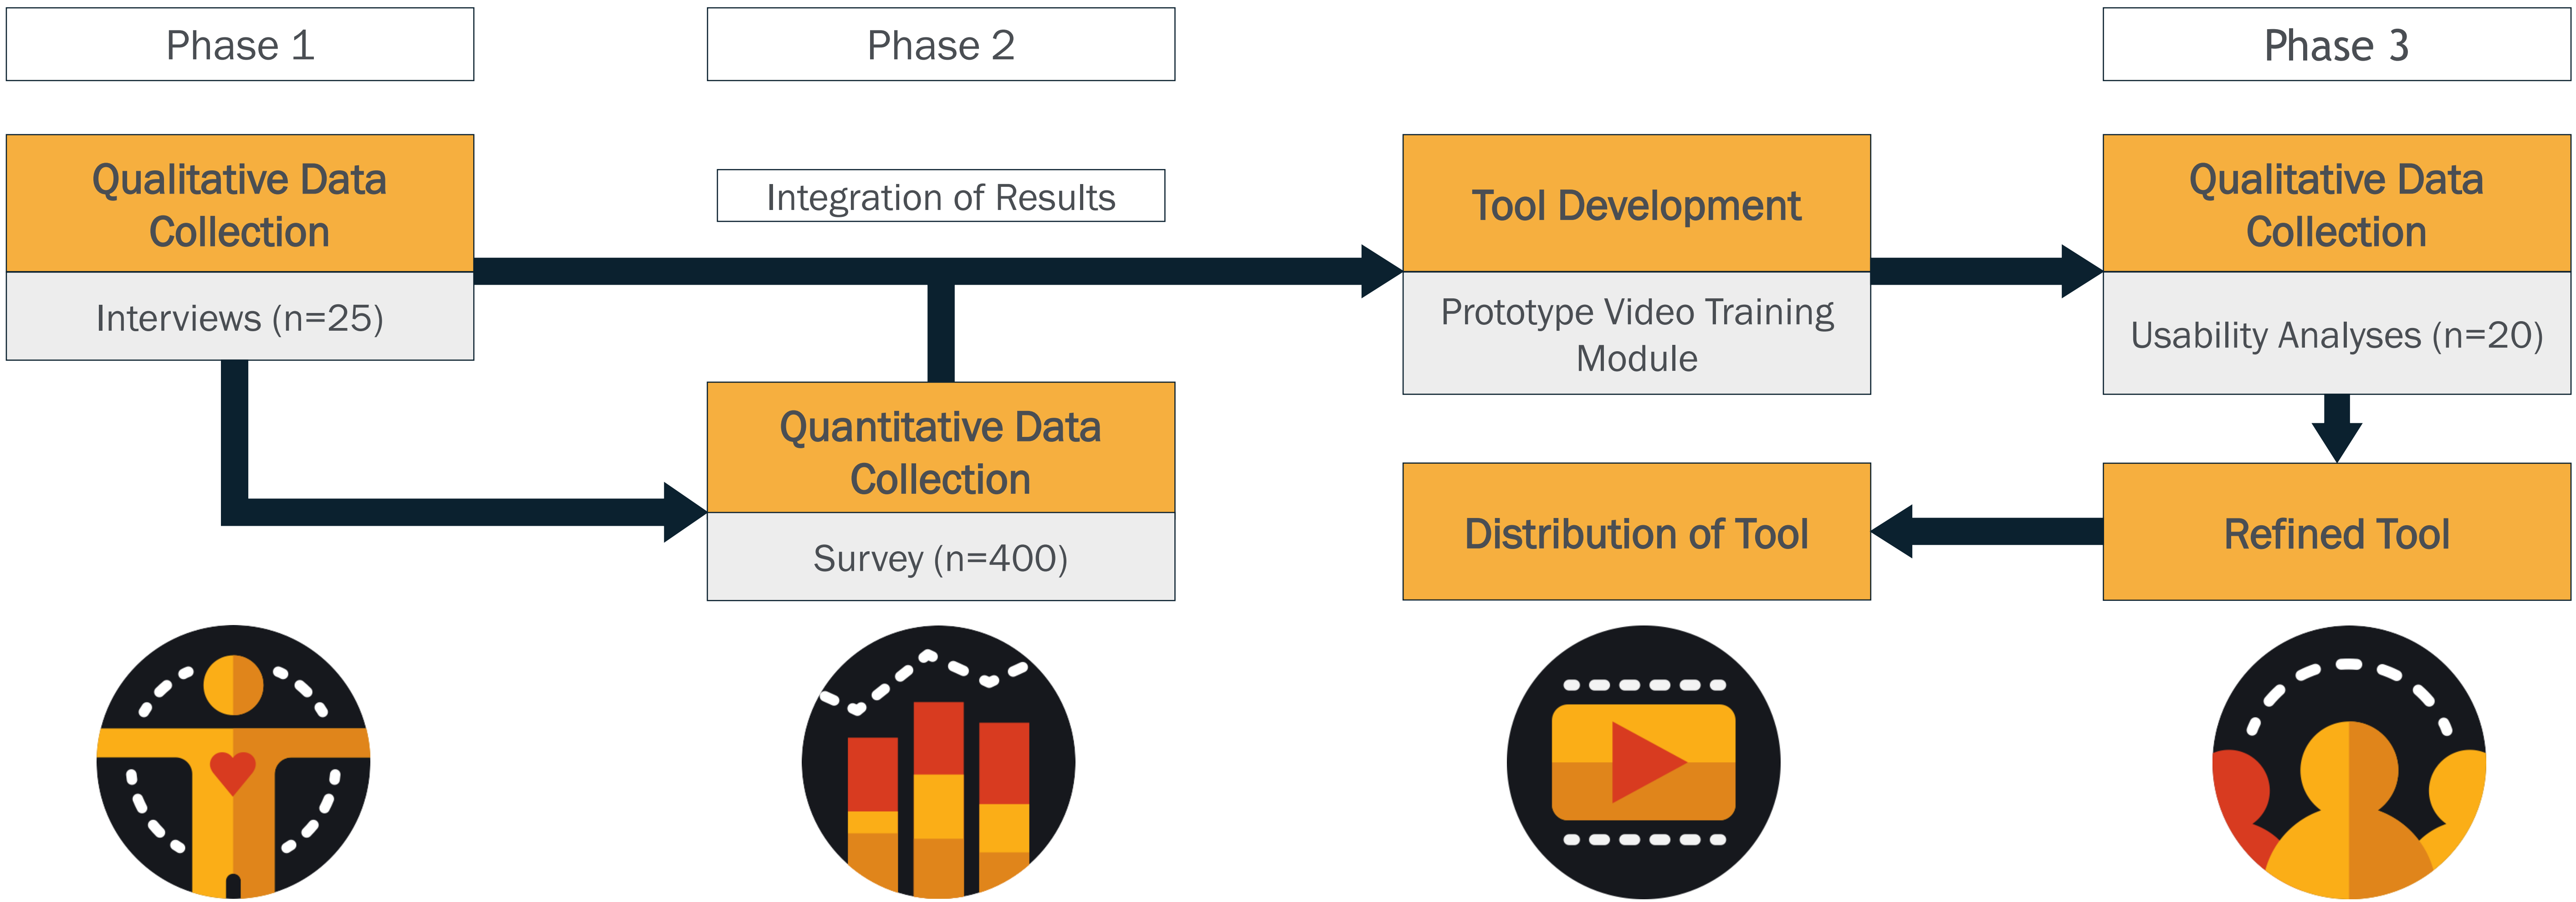 Phase 1
Phase 2
Phase 3
Qualitative Data
Collection
Interviews (n=25)
Integration of Results
Quantitative Data
Collection
Survey (n=400)
Tool Development
Prototype Video Training
Module
Qualitative Data
Collection
Usability Analyses (n=20)
Refined Tool
Distribution of Tool